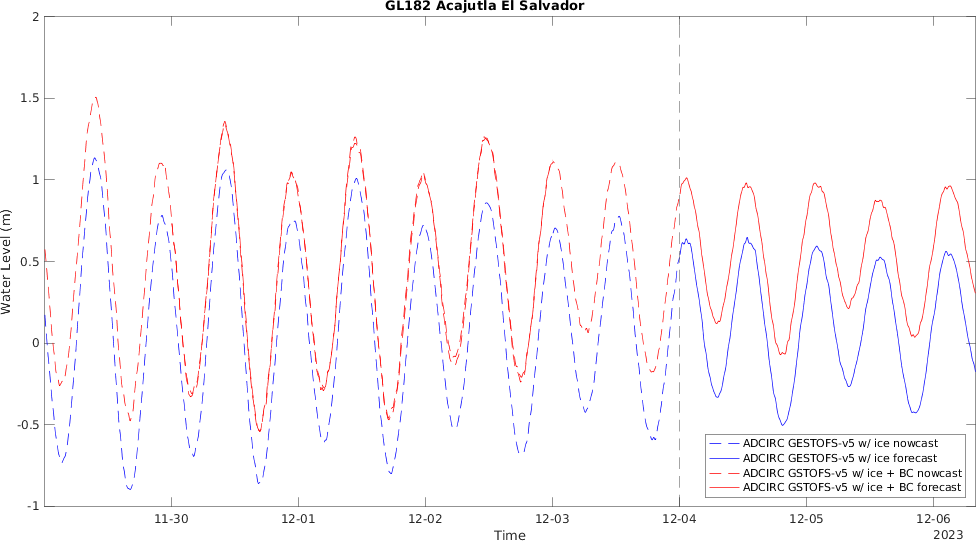 GL182 Acajutla El Salvador
2
1.5
1
0.5
0
-0.5
-1
Water Level (m)
11-30
12-01
12-02
12-03
12-04
12-05
12-06
Time
2023
ADCIRC GESTOFS-v5 w/ ice nowcast
ADCIRC GESTOFS-v5 w/ ice forecast
ADCIRC GSTOFS-v5 w/ ice + BC nowcast
ADCIRC GSTOFS-v5 w/ ice + BC forecast